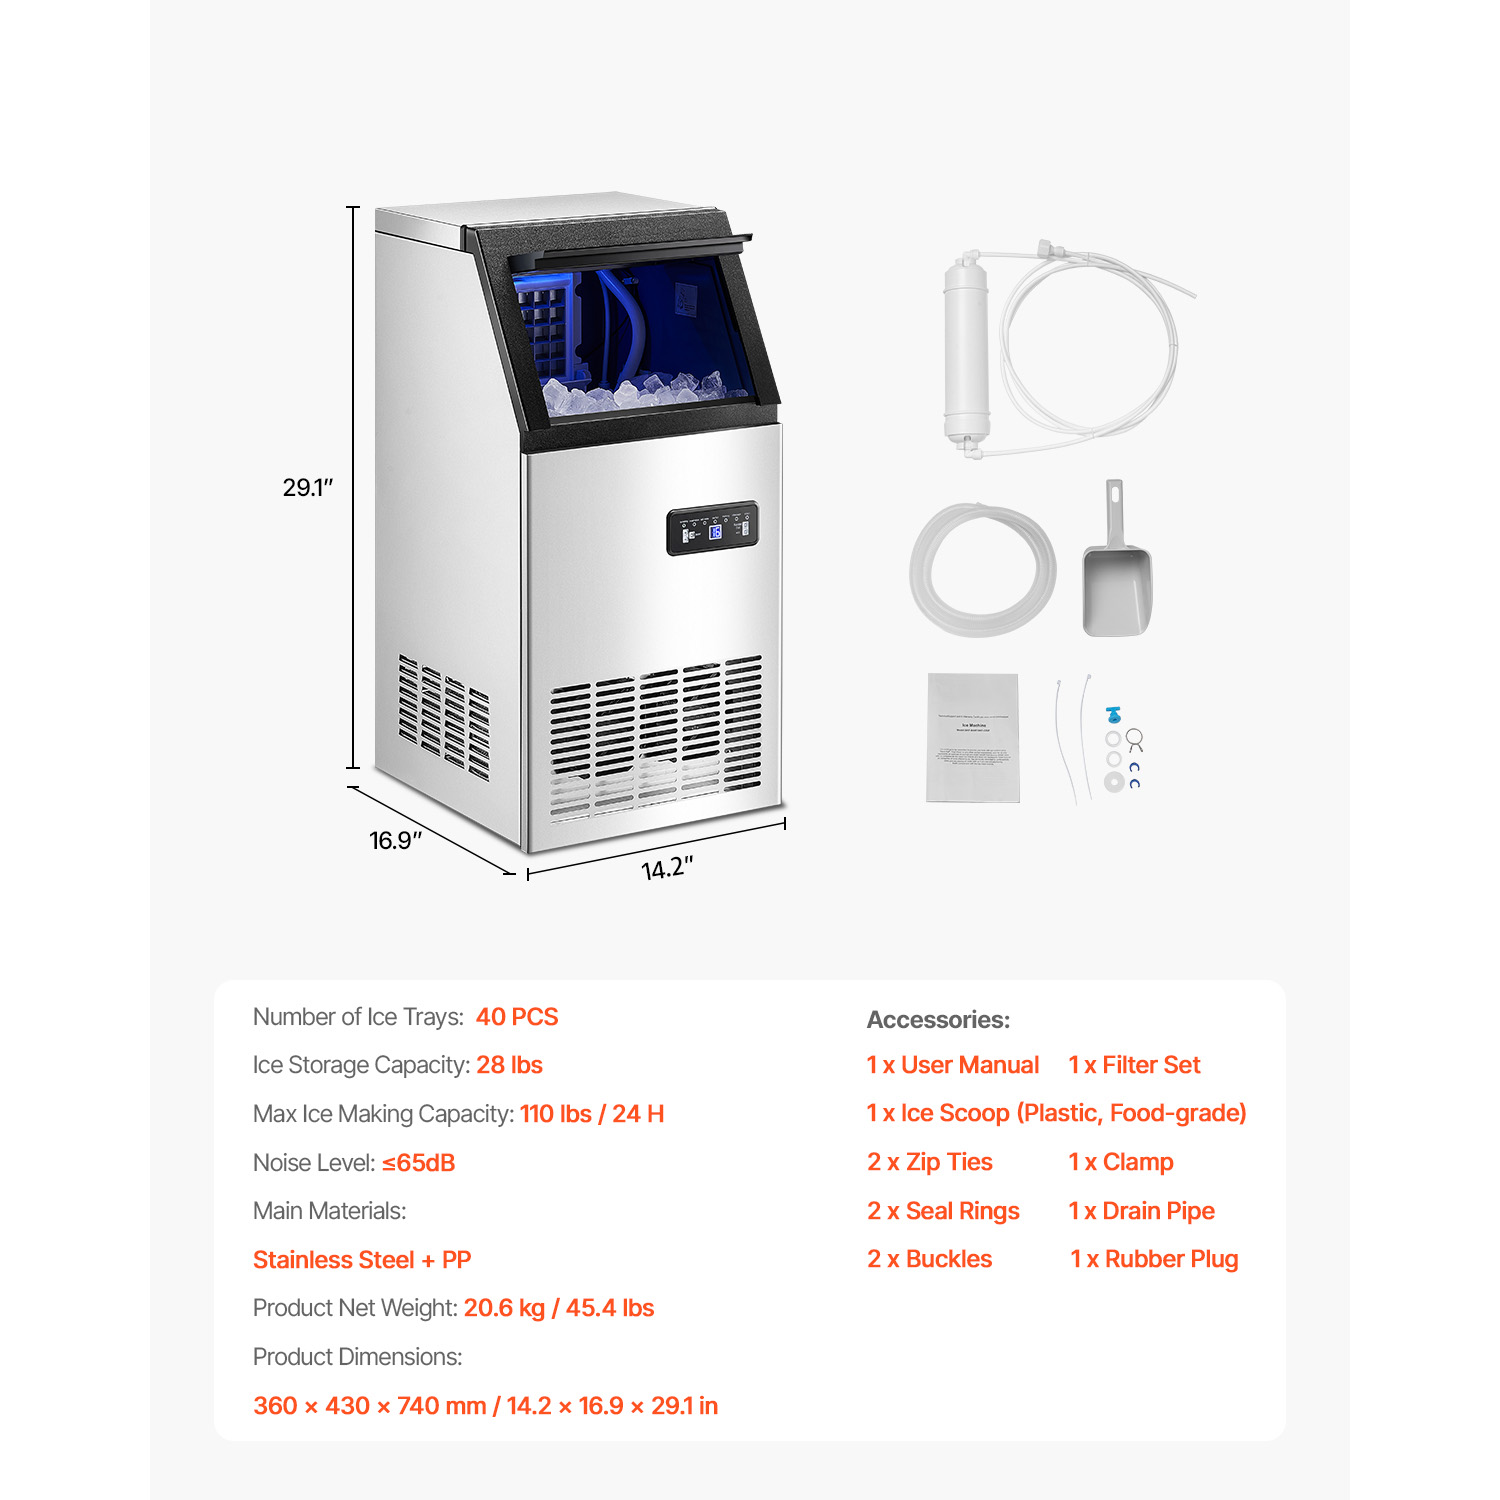 29.1"
16.9"
14.2"
16
Ice Machine
Number of Ice Trays: 40 PCS
Ice Storage Capacity: 28 lbs
Max Ice Making Capacity: 110 lbs / 24 H
Noise Level: ≤65dB
Main Materials:
Stainless Steel + PP
Product Net Weight: 20.6 kg / 45.4 lbs
Product Dimensions:
360 × 430 × 740 mm / 14.2 × 16.9 × 29.1 in
Accessories:
1 x User Manual 1 x Filter Set
1 x Ice Scoop (Plastic, Food-grade)
2 x Zip Ties 1 x Clamp
2 x Seal Rings 1 x Drain Pipe
2 x Buckles 1 x Rubber Plug